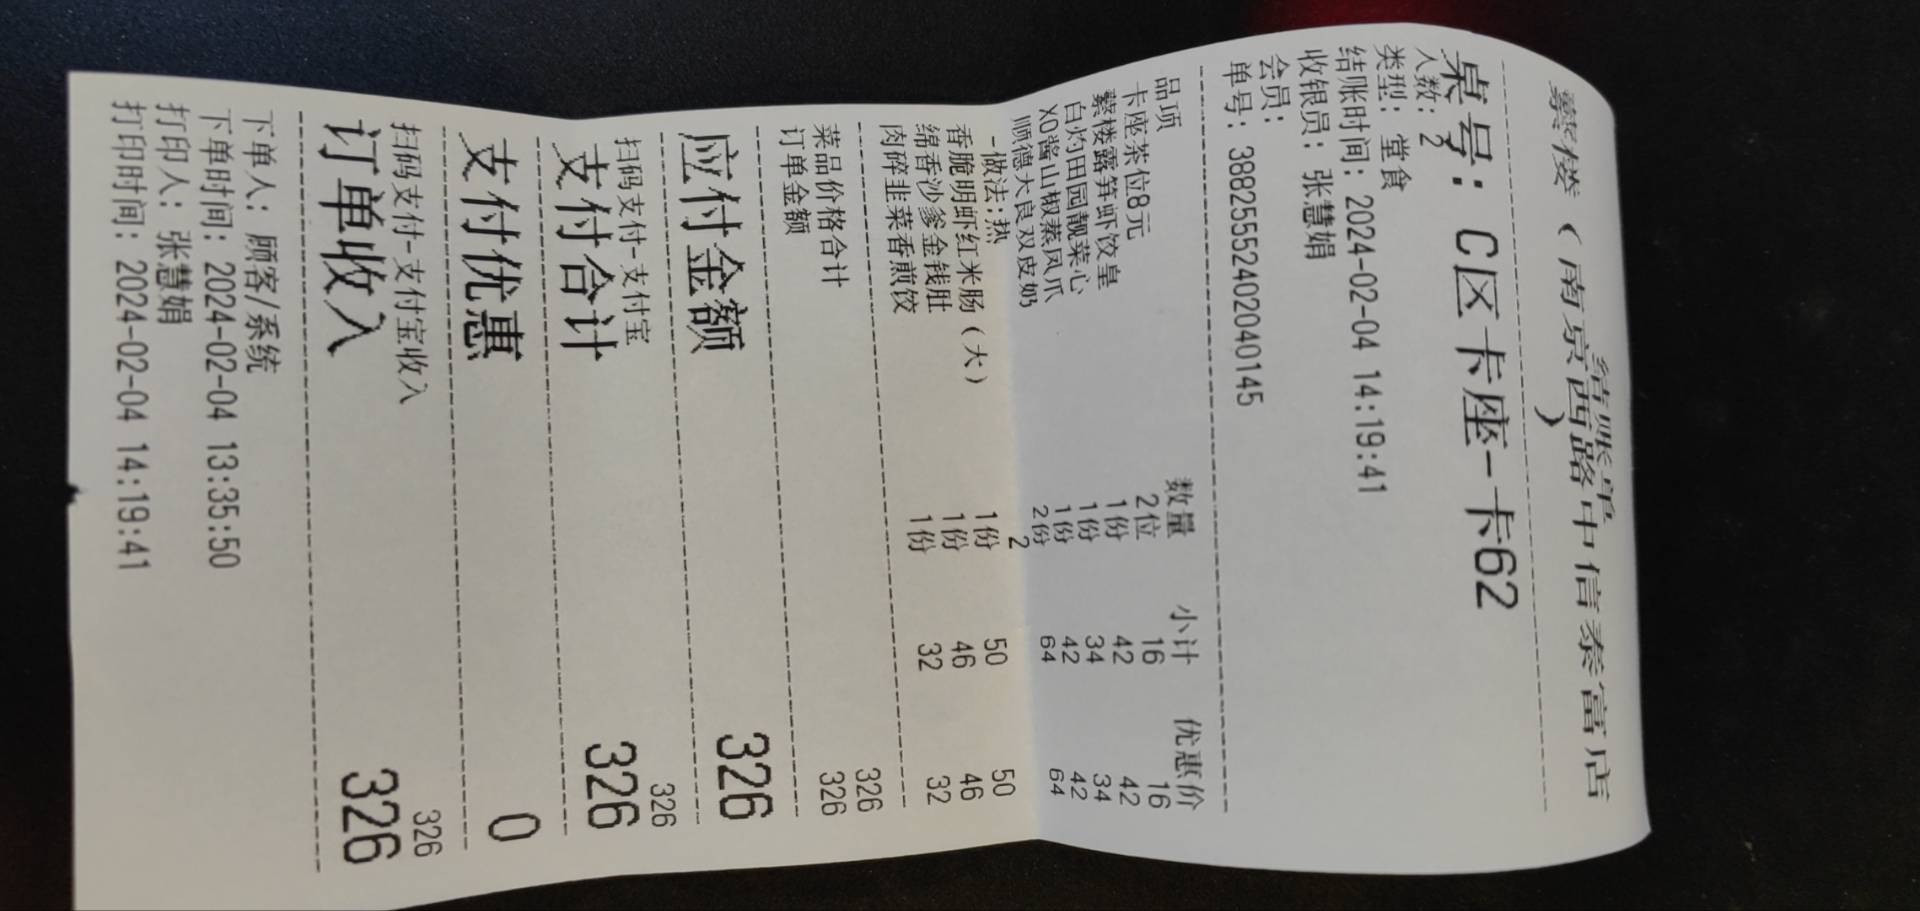 结账单
蘩楼（南京西路中信泰富店
）
桌号: C区卡座-卡62
人数: 2
类型: 堂食
结账时间: 2024-02-04 14:19:41
收银员: 张慧娟
会员:
单号: 3882555240204014​5
品项 数量 小计 优惠价
卡座茶位8元 2位 16 16
蘩楼露笋虾饺皇 1份 42 42
白灼田园靓菜心 1份 34 34
XO酱山椒蒸凤爪 1份 42 42
顺德大良双皮奶 2份 64 64
-做法:热 2
香脆明虾红米肠(大) 1份 50 50
绵香沙爹金钱肚 1份 46 46
肉碎韭菜香煎饺 1份 32 32
菜品价格合计 326
订单金额 326
应付金额 326
扫码支付-支付宝 326
支付合计 326
支付优惠 0
扫码支付-支付宝收入 326
订单收入 326
下单人: 顾客/系统
下单时间: 2024-02-04 13:35:50
打印人: 张慧娟
打印时间: 2024-02-04 14:19:41